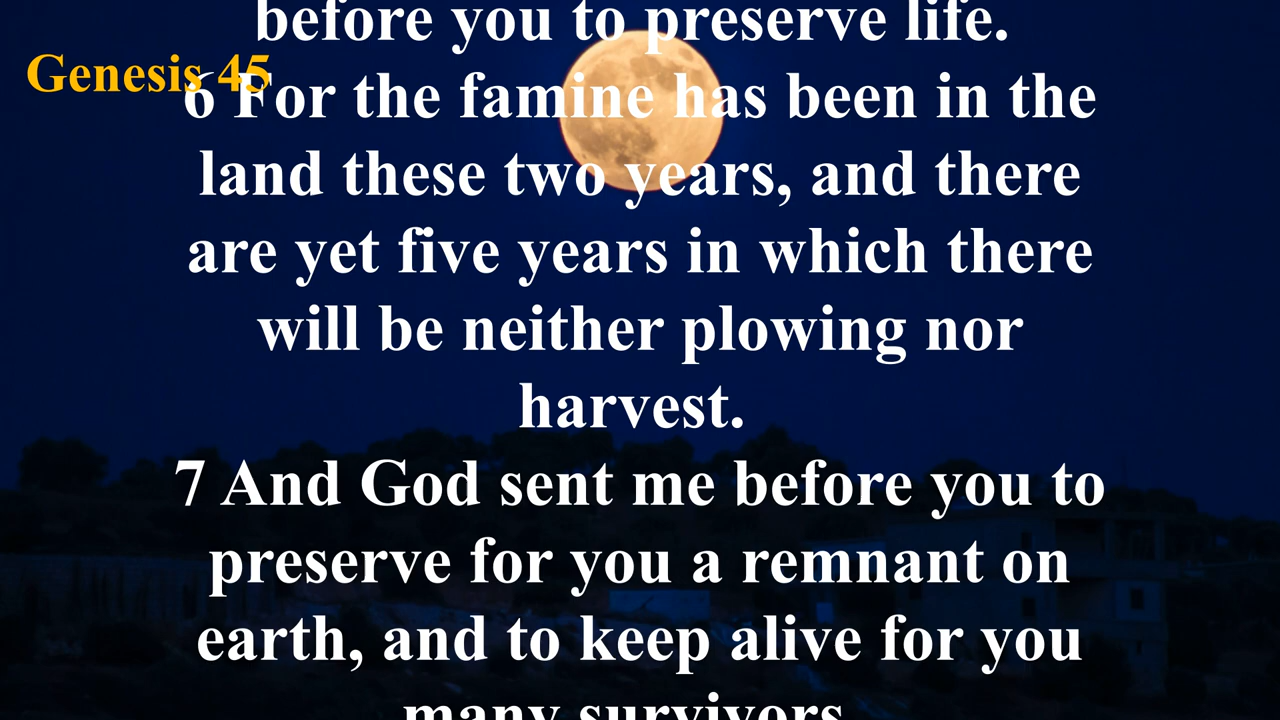 before you to preserve life.
Genesis 45
6 For the famine has been in the
land these two years, and there
are yet five years in which there
will be neither plowing nor
harvest.
7 And God sent me before you to
preserve for you a remnant on
earth, and to keep alive for you
many survivors.